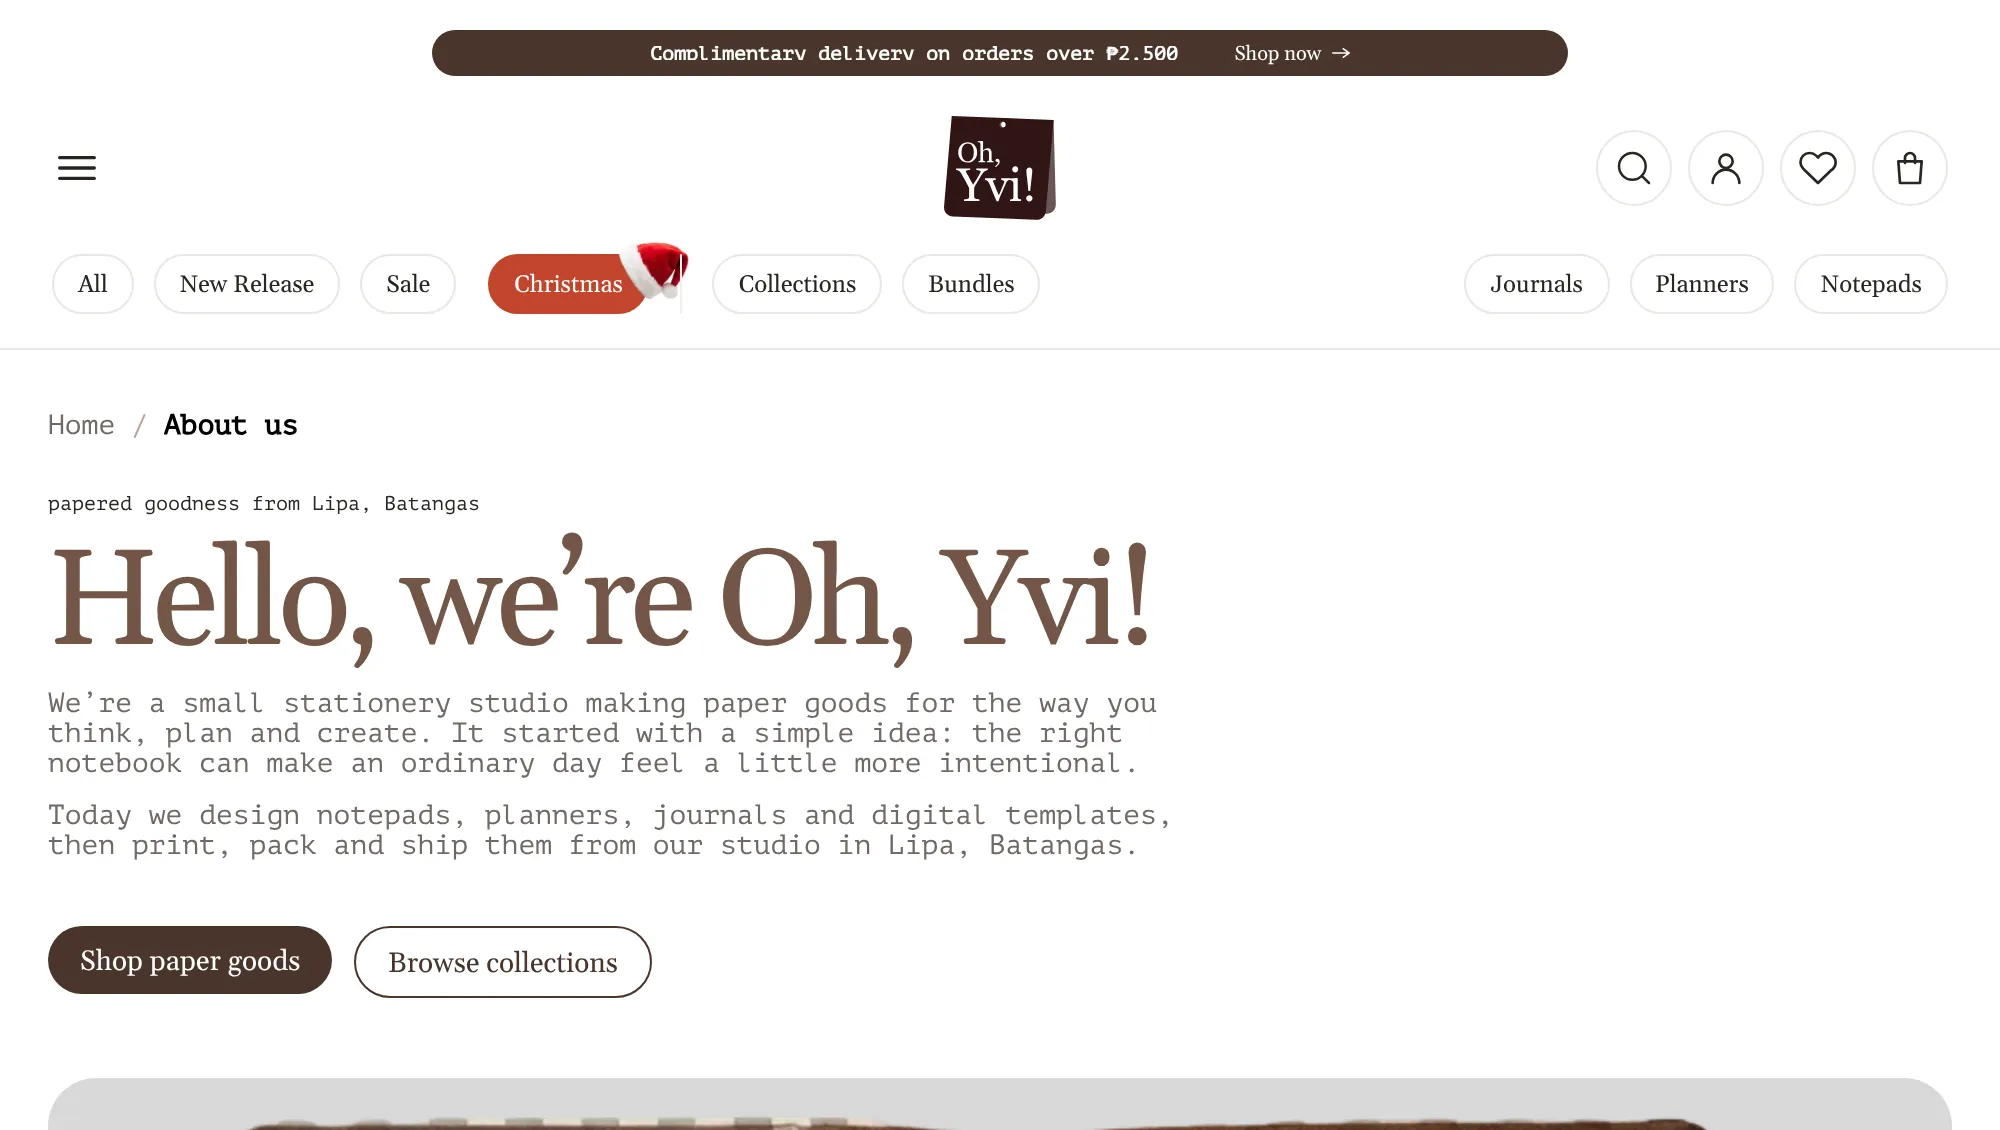 Complimentary delivery on orders over ₱2.500 Shop now →
Oh,
Yvi!
All New Release Sale Christmas Collections Bundles Journals Planners Notepads
Home / About us
papered goodness from Lipa, Batangas
Hello, we’re Oh, Yvi!
We’re a small stationery studio making paper goods for the way you
think, plan and create. It started with a simple idea: the right
notebook can make an ordinary day feel a little more intentional.
Today we design notepads, planners, journals and digital templates,
then print, pack and ship them from our studio in Lipa, Batangas.
Shop paper goods Browse collections